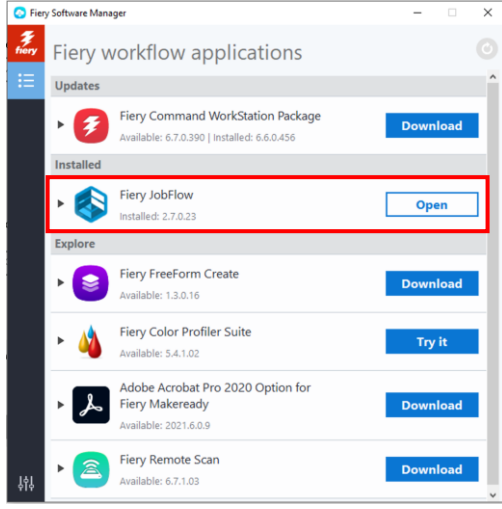 Fiery Software Manager
fiery
Fiery workflow applications
Updates
Fiery Command WorkStation Package
Available: 6.7.0.390 | Installed: 6.6.0.456
Download
Installed
Fiery JobFlow
Installed: 2.7.0.23
Open
Explore
Fiery FreeForm Create
Available: 1.3.0.16
Download
Fiery Color Profiler Suite
Available: 5.4.1.02
Try it
Adobe Acrobat Pro 2020 Option for
Fiery Makeready
Available: 2021.6.0.9
Download
Fiery Remote Scan
Available: 6.7.1.03
Download